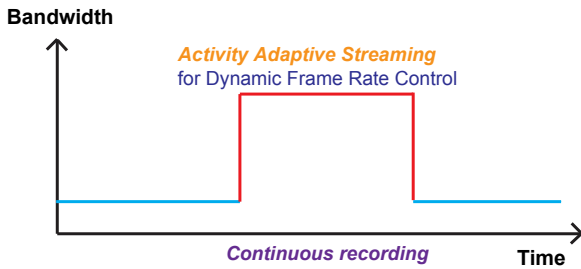 Bandwidth
Activity Adaptive Streaming
for Dynamic Frame Rate Control
Continuous recording
Time